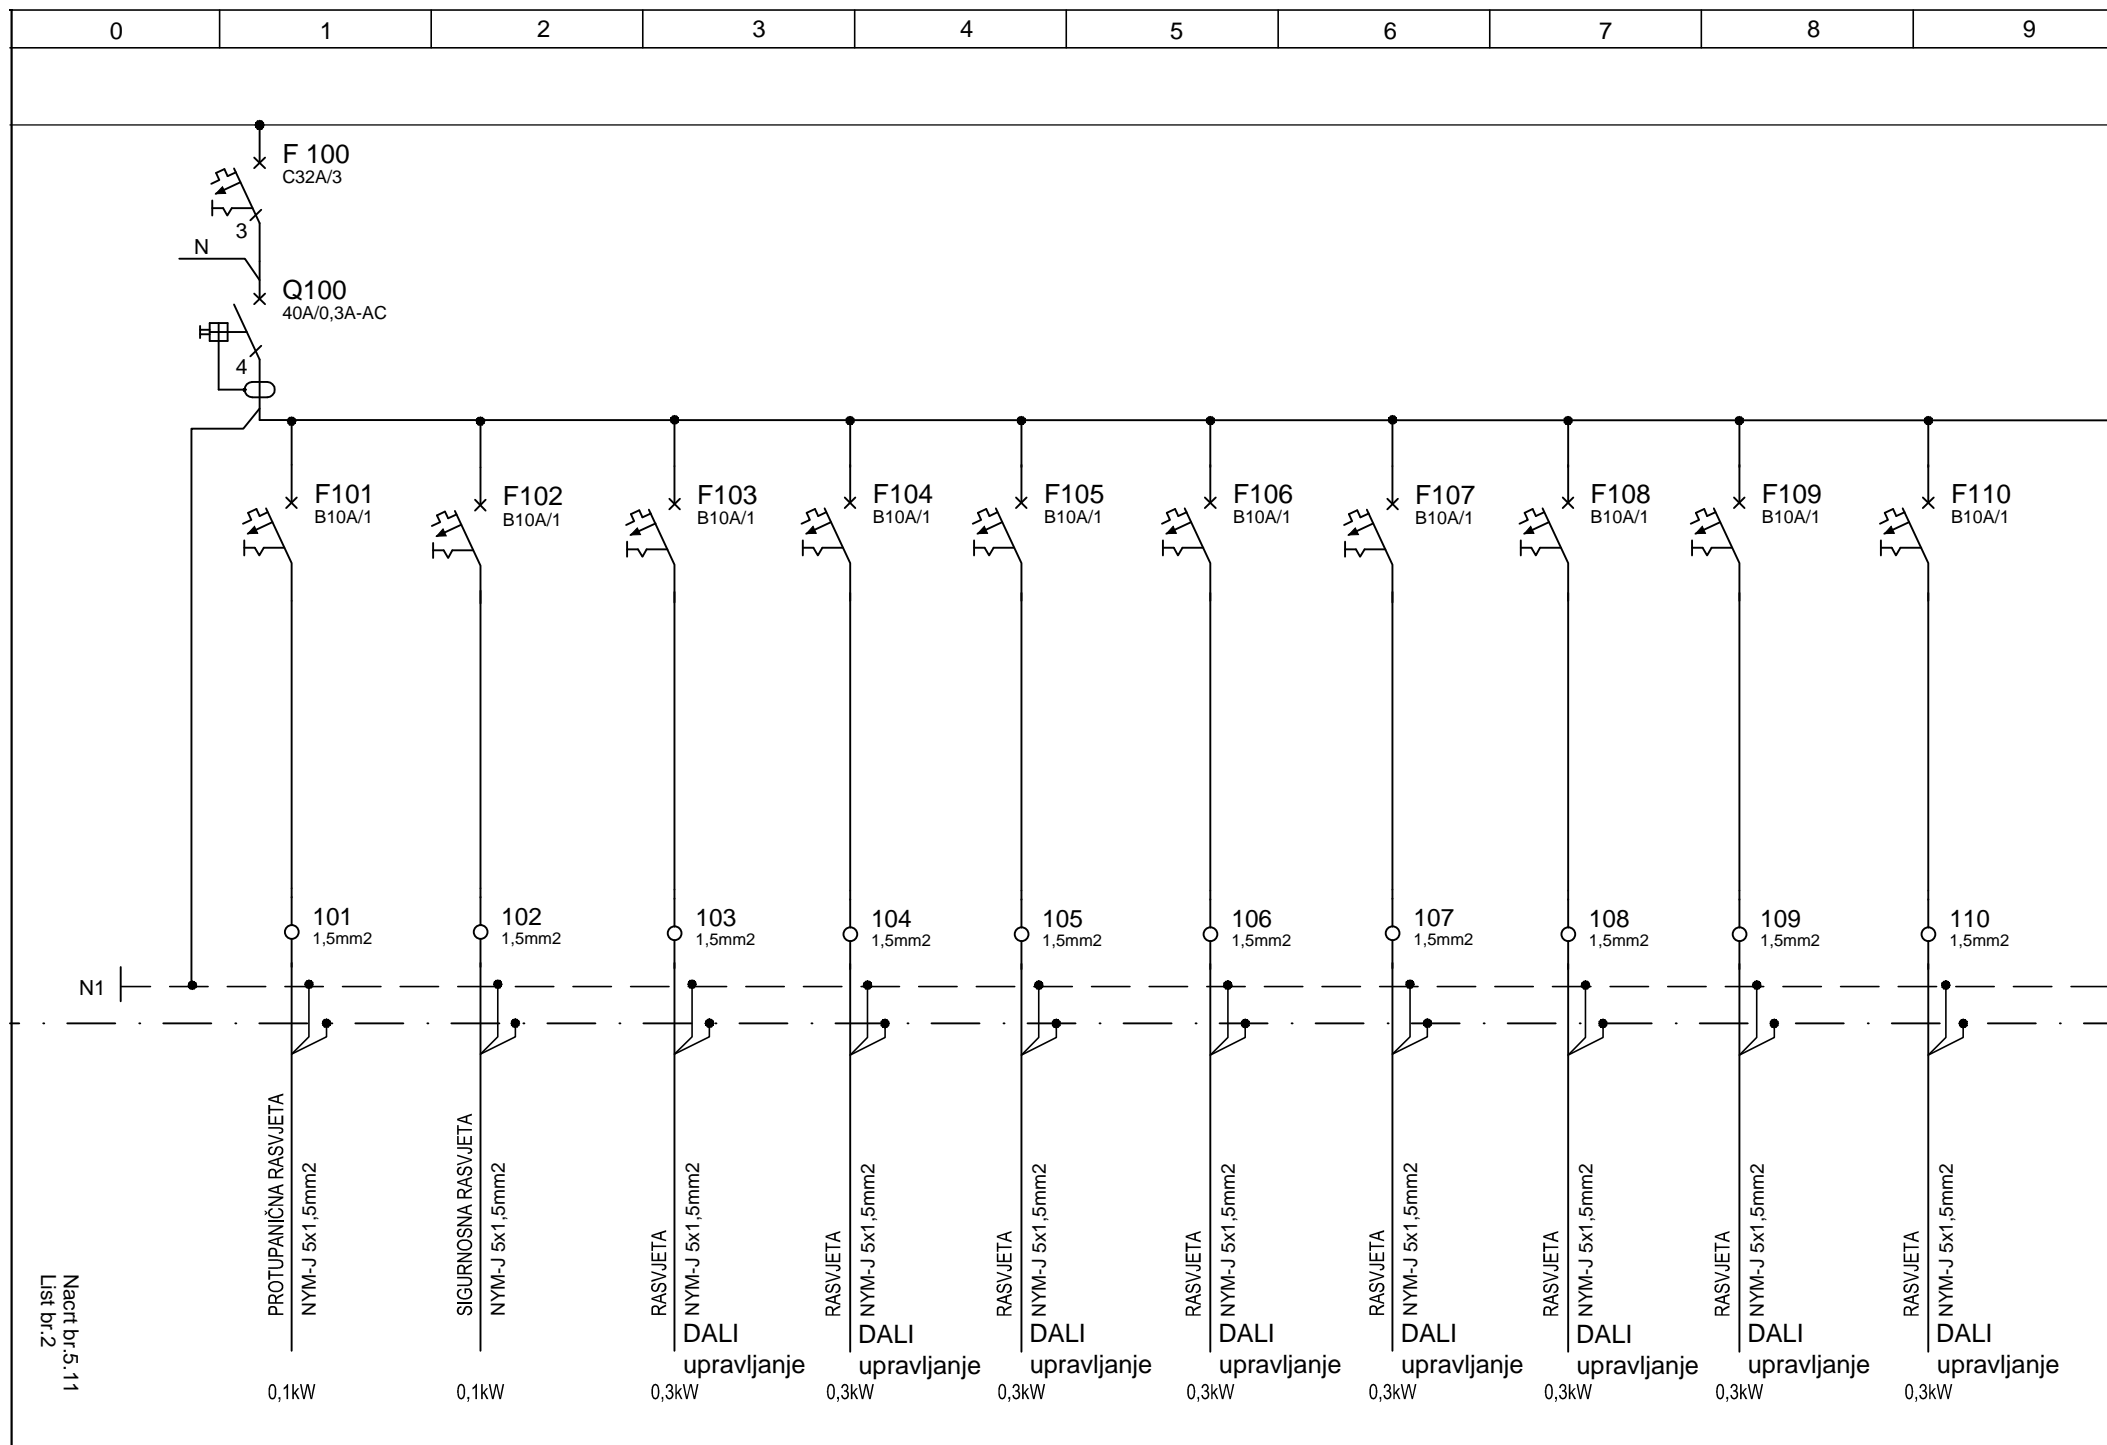 0 1 2 3 4 5 6 7 8 9
F 100
C32A/3
3
N
Q100
40A/0,3A-AC
4
F101 F102 F103 F104 F105 F106 F107 F108 F109 F110
B10A/1 B10A/1 B10A/1 B10A/1 B10A/1 B10A/1 B10A/1 B10A/1 B10A/1 B10A/1
101 102 103 104 105 106 107 108 109 110
1,5mm2 1,5mm2 1,5mm2 1,5mm2 1,5mm2 1,5mm2 1,5mm2 1,5mm2 1,5mm2 1,5mm2
N1
PROTUPANIČNA RASVJETA
NYM-J 5x1,5mm2
SIGURNOSNA RASVJETA
NYM-J 5x1,5mm2
RASVJETA
NYM-J 5x1,5mm2
RASVJETA
NYM-J 5x1,5mm2
RASVJETA
NYM-J 5x1,5mm2
RASVJETA
NYM-J 5x1,5mm2
RASVJETA
NYM-J 5x1,5mm2
RASVJETA
NYM-J 5x1,5mm2
RASVJETA
NYM-J 5x1,5mm2
RASVJETA
NYM-J 5x1,5mm2
DALI DALI DALI DALI DALI DALI DALI DALI
upravljanje upravljanje upravljanje upravljanje upravljanje upravljanje upravljanje upravljanje
0,1kW 0,1kW 0,3kW 0,3kW 0,3kW 0,3kW 0,3kW 0,3kW 0,3kW 0,3kW
Nacrt br.5.11
List br.2